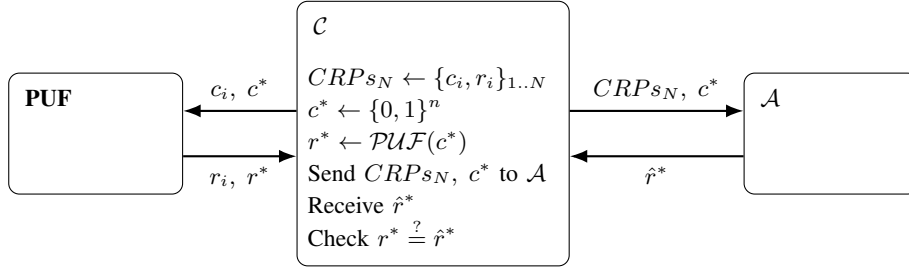 PUF
c_i, c*
r_i, r*
𝒞
CRPs_N ← {c_i, r_i}_{1..N}
c* ← {0, 1}^n
r* ← 𝒫𝒰ℱ(c*)
Send CRPs_N, c* to 𝒜
Receive r̂*
Check r* ≟ r̂*
CRPs_N, c*
r̂*
𝒜